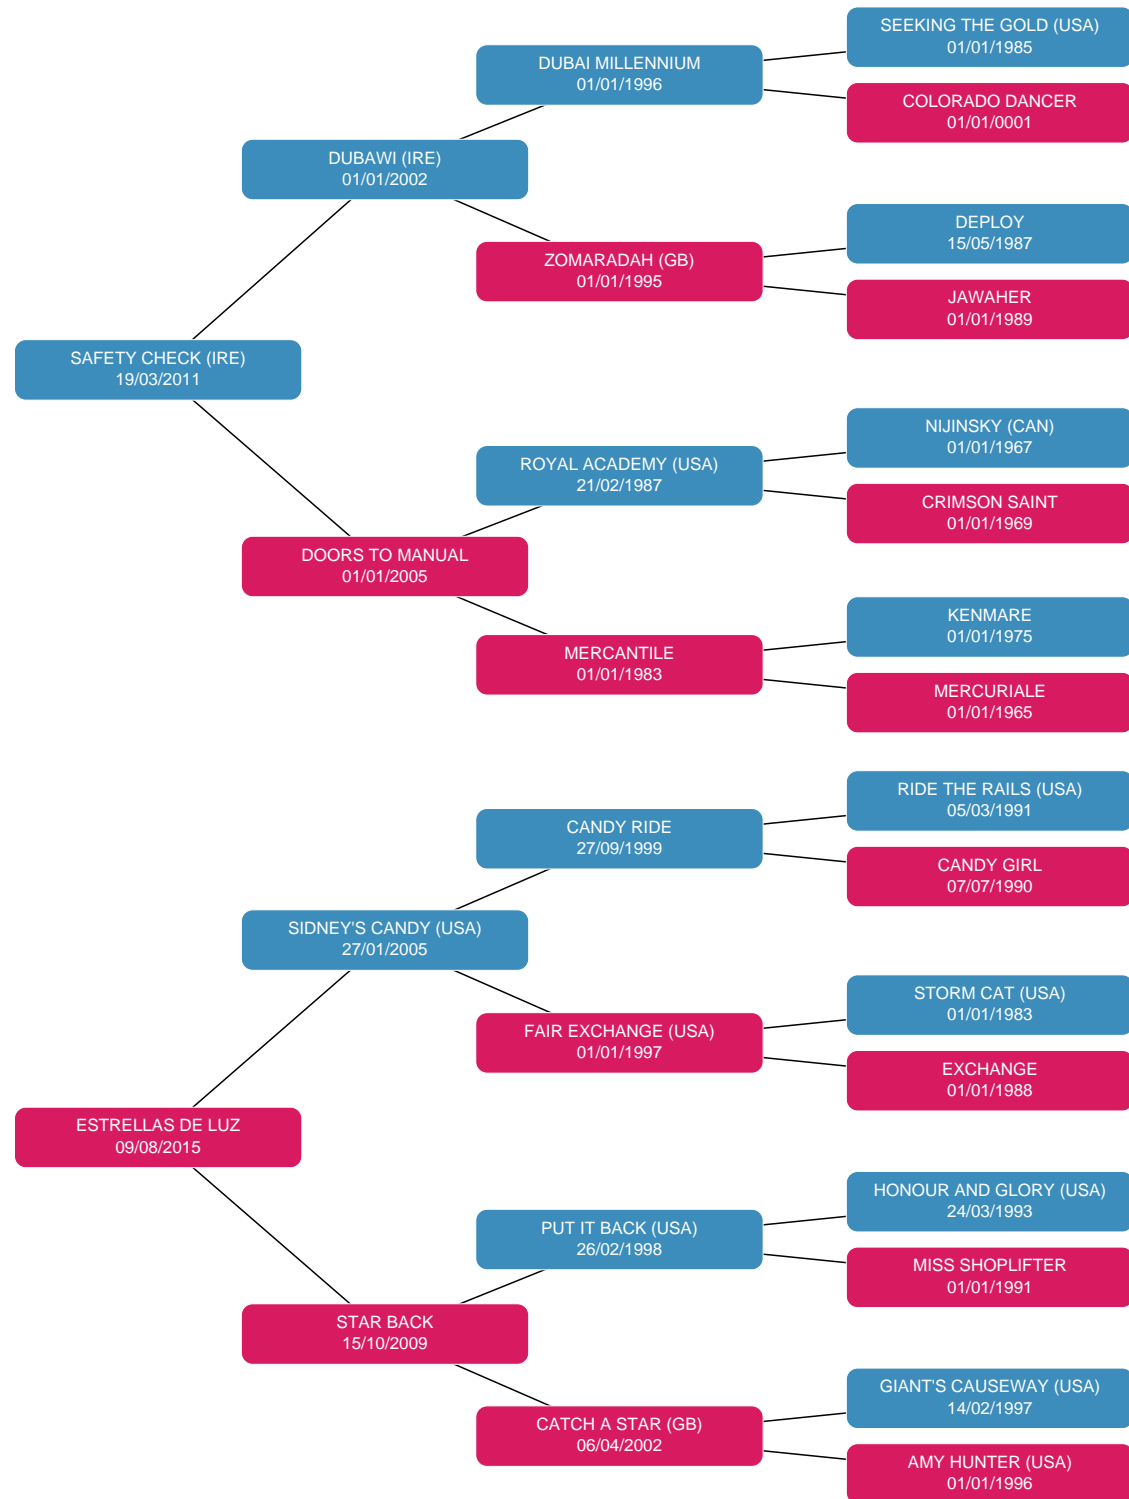 SEEKING THE GOLD (USA)
01/01/1985
DUBAI MILLENNIUM
01/01/1996
COLORADO DANCER
01/01/0001
DUBAWI (IRE)
01/01/2002
DEPLOY
15/05/1987
ZOMARADAH (GB)
01/01/1995
JAWAHER
01/01/1989
SAFETY CHECK (IRE)
19/03/2011
NIJINSKY (CAN)
01/01/1967
ROYAL ACADEMY (USA)
21/02/1987
CRIMSON SAINT
01/01/1969
DOORS TO MANUAL
01/01/2005
KENMARE
01/01/1975
MERCANTILE
01/01/1983
MERCURIALE
01/01/1965
RIDE THE RAILS (USA)
05/03/1991
CANDY RIDE
27/09/1999
CANDY GIRL
07/07/1990
SIDNEY'S CANDY (USA)
27/01/2005
STORM CAT (USA)
01/01/1983
FAIR EXCHANGE (USA)
01/01/1997
EXCHANGE
01/01/1988
ESTRELLAS DE LUZ
09/08/2015
HONOUR AND GLORY (USA)
24/03/1993
PUT IT BACK (USA)
26/02/1998
MISS SHOPLIFTER
01/01/1991
STAR BACK
15/10/2009
GIANT'S CAUSEWAY (USA)
14/02/1997
CATCH A STAR (GB)
06/04/2002
AMY HUNTER (USA)
01/01/1996